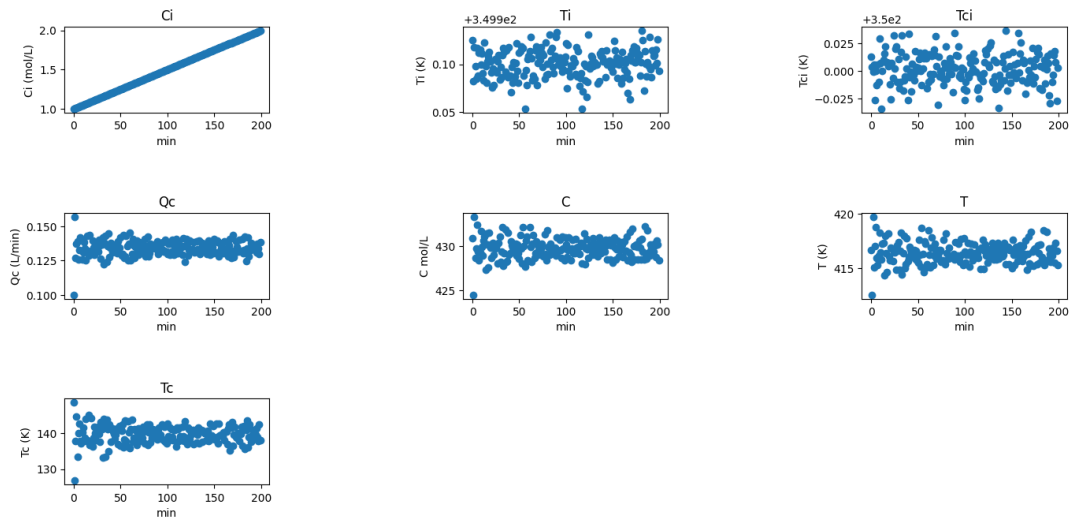 Ci
Ci (mol/L)
2.0
1.5
1.0
0 50 100 150 200
min
+3.499e2
Ti
Ti (K)
0.10
0.05
0 50 100 150 200
min
+3.5e2
Tci
Tci (K)
0.025
0.000
−0.025
0 50 100 150 200
min
Qc
Qc (L/min)
0.150
0.125
0.100
0 50 100 150 200
min
C
C mol/L
430
425
0 50 100 150 200
min
T
T (K)
420
415
0 50 100 150 200
min
Tc
Tc (K)
140
130
0 50 100 150 200
min